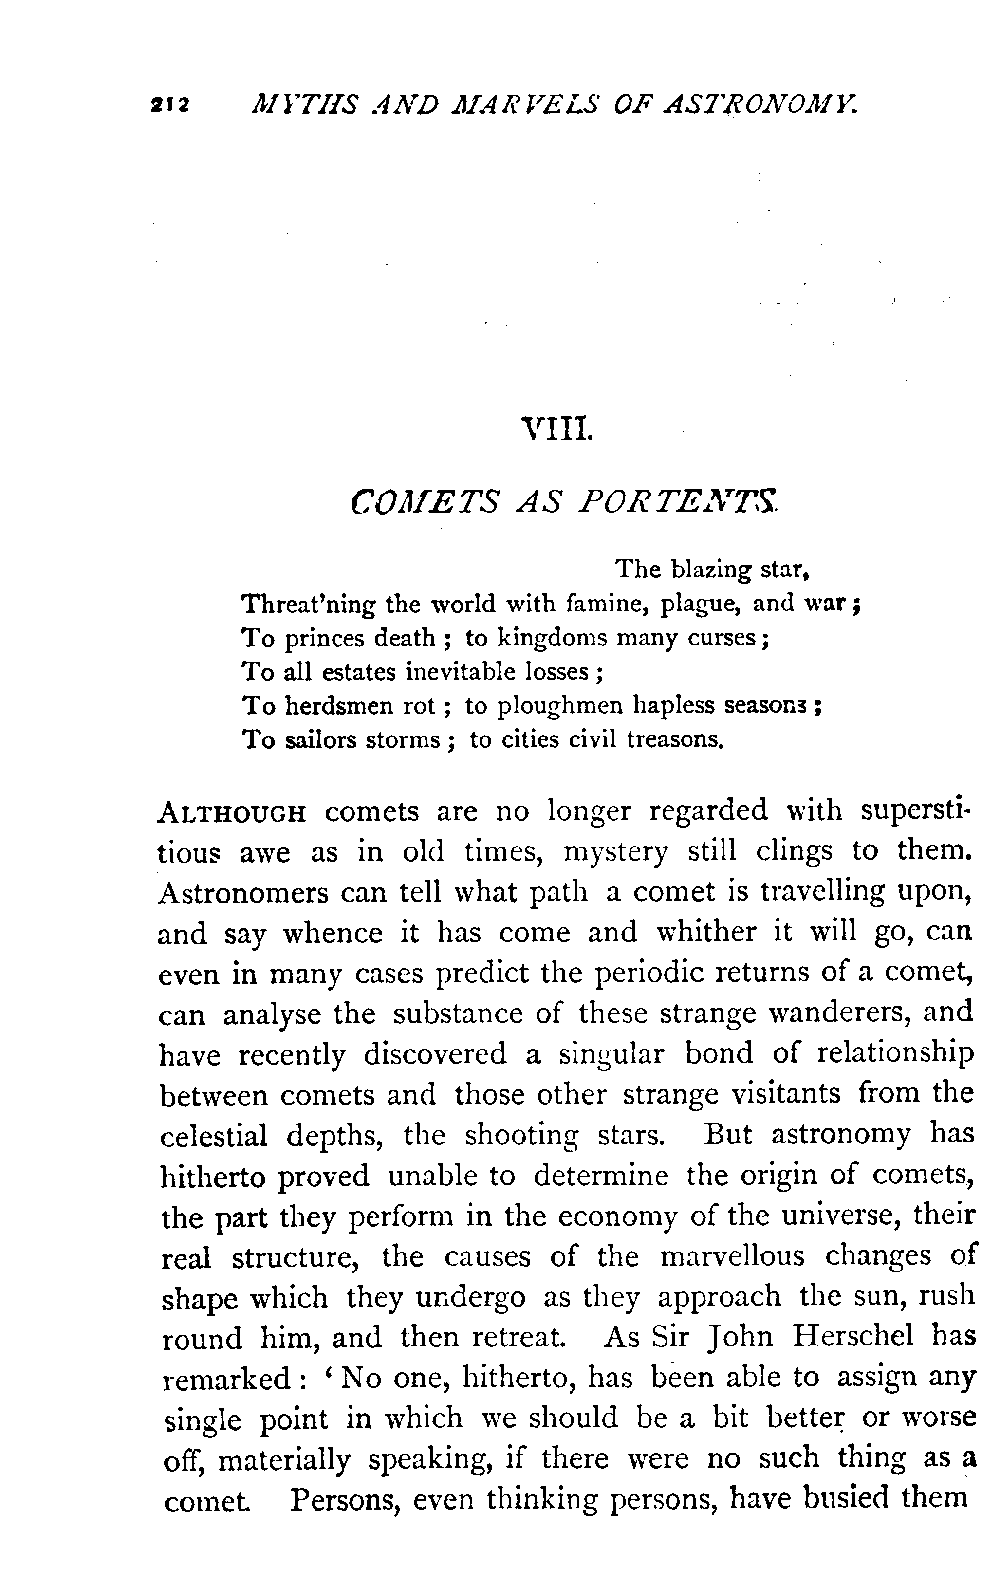 212 MYTHS AND MARVELS OF ASTRONOMY.
VIII.
COMETS AS PORTENTS.
The blazing star,
Threat'ning the world with famine, plague, and war;
To princes death; to kingdoms many curses;
To all estates inevitable losses;
To herdsmen rot; to ploughmen hapless seasons;
To sailors storms; to cities civil treasons.
ALTHOUGH comets are no longer regarded with supersti-
tious awe as in old times, mystery still clings to them.
Astronomers can tell what path a comet is travelling upon,
and say whence it has come and whither it will go, can
even in many cases predict the periodic returns of a comet,
can analyse the substance of these strange wanderers, and
have recently discovered a singular bond of relationship
between comets and those other strange visitants from the
celestial depths, the shooting stars. But astronomy has
hitherto proved unable to determine the origin of comets,
the part they perform in the economy of the universe, their
real structure, the causes of the marvellous changes of
shape which they undergo as they approach the sun, rush
round him, and then retreat. As Sir John Herschel has
remarked: ‘No one, hitherto, has been able to assign any
single point in which we should be a bit better or worse
off, materially speaking, if there were no such thing as a
comet. Persons, even thinking persons, have busied them